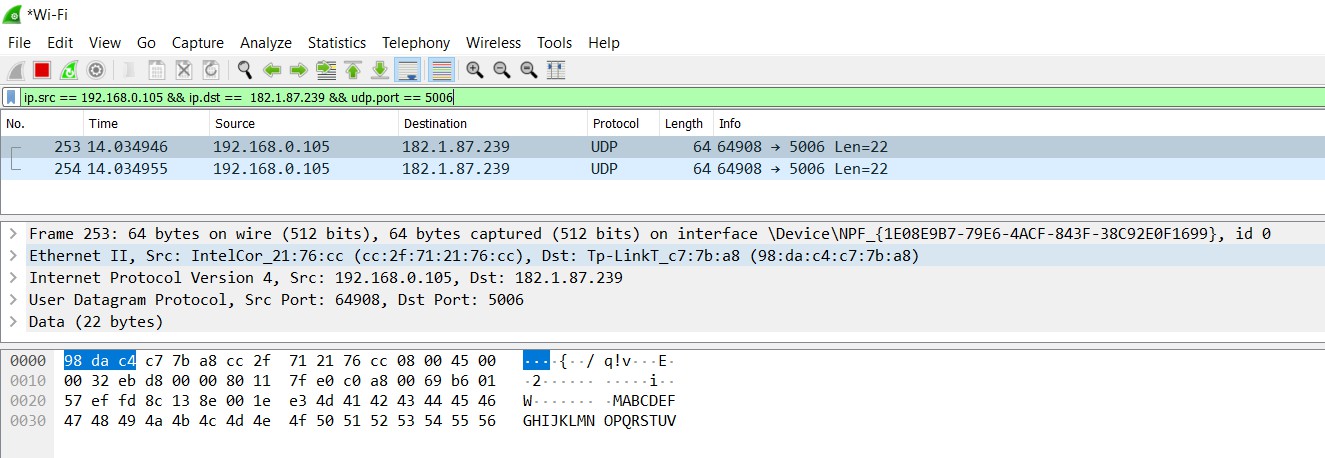 *Wi-Fi
File Edit View Go Capture Analyze Statistics Telephony Wireless Tools Help
ip.src == 192.168.0.105 && ip.dst ==  182.1.87.239 && udp.port == 5006
No. Time Source Destination Protocol Length Info
253 14.034946 192.168.0.105 182.1.87.239 UDP 64 64908 → 5006 Len=22
254 14.034955 192.168.0.105 182.1.87.239 UDP 64 64908 → 5006 Len=22
Frame 253: 64 bytes on wire (512 bits), 64 bytes captured (512 bits) on interface \Device\NPF_{1E08E9B7-79E6-4ACF-843F-38C92E0F1699}, id 0
Ethernet II, Src: IntelCor_21:76:cc (cc:2f:71:21:76:cc), Dst: Tp-LinkT_c7:7b:a8 (98:da:c4:c7:7b:a8)
Internet Protocol Version 4, Src: 192.168.0.105, Dst: 182.1.87.239
User Datagram Protocol, Src Port: 64908, Dst Port: 5006
Data (22 bytes)
0000 98 da c4 c7 7b a8 cc 2f 71 21 76 cc 08 00 45 00 ····{··/ q!v···E·
0010 00 32 eb d8 00 00 80 11 7f e0 c0 a8 00 69 b6 01 ·2······ ·····i··
0020 57 ef fd 8c 13 8e 00 1e e3 4d 41 42 43 44 45 46 W······· ·MABCDEF
0030 47 48 49 4a 4b 4c 4d 4e 4f 50 51 52 53 54 55 56 GHIJKLMN OPQRSTUV